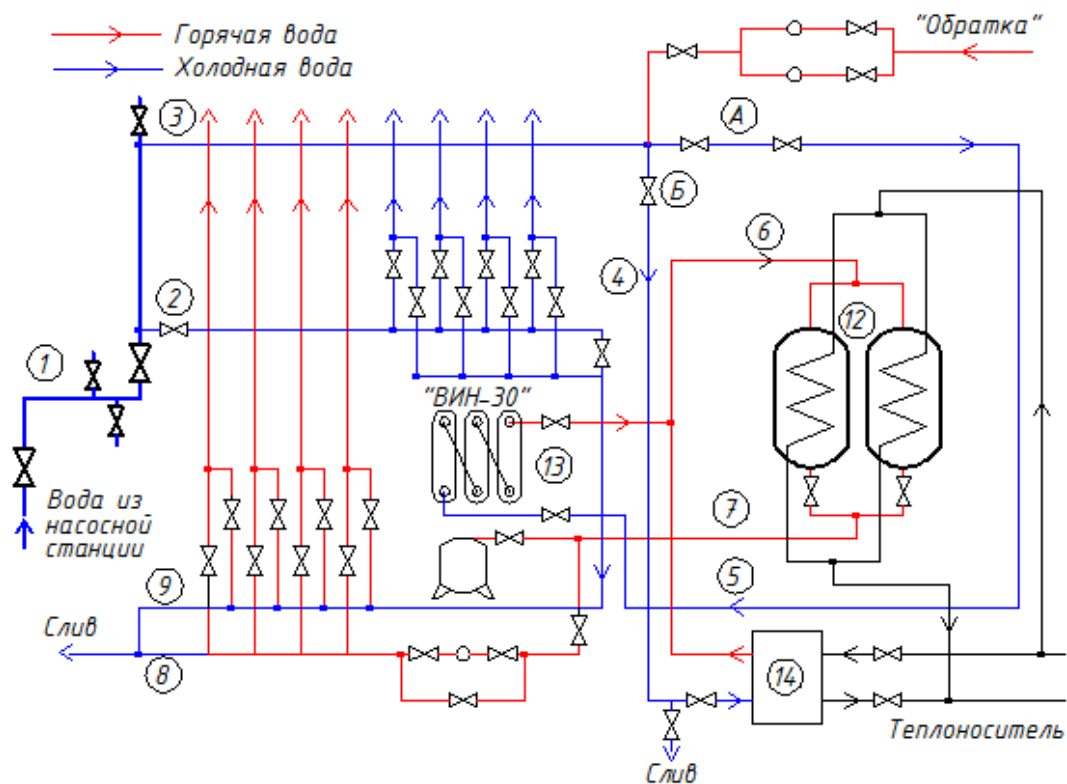 Горячая вода
Холодная вода
"Обратка"
3
А
Б
6
4
2
12
1
"ВИН-30"
13
Вода из
насосной
станции
7
5
9
Слив
8
14
Теплоноситель
Слив